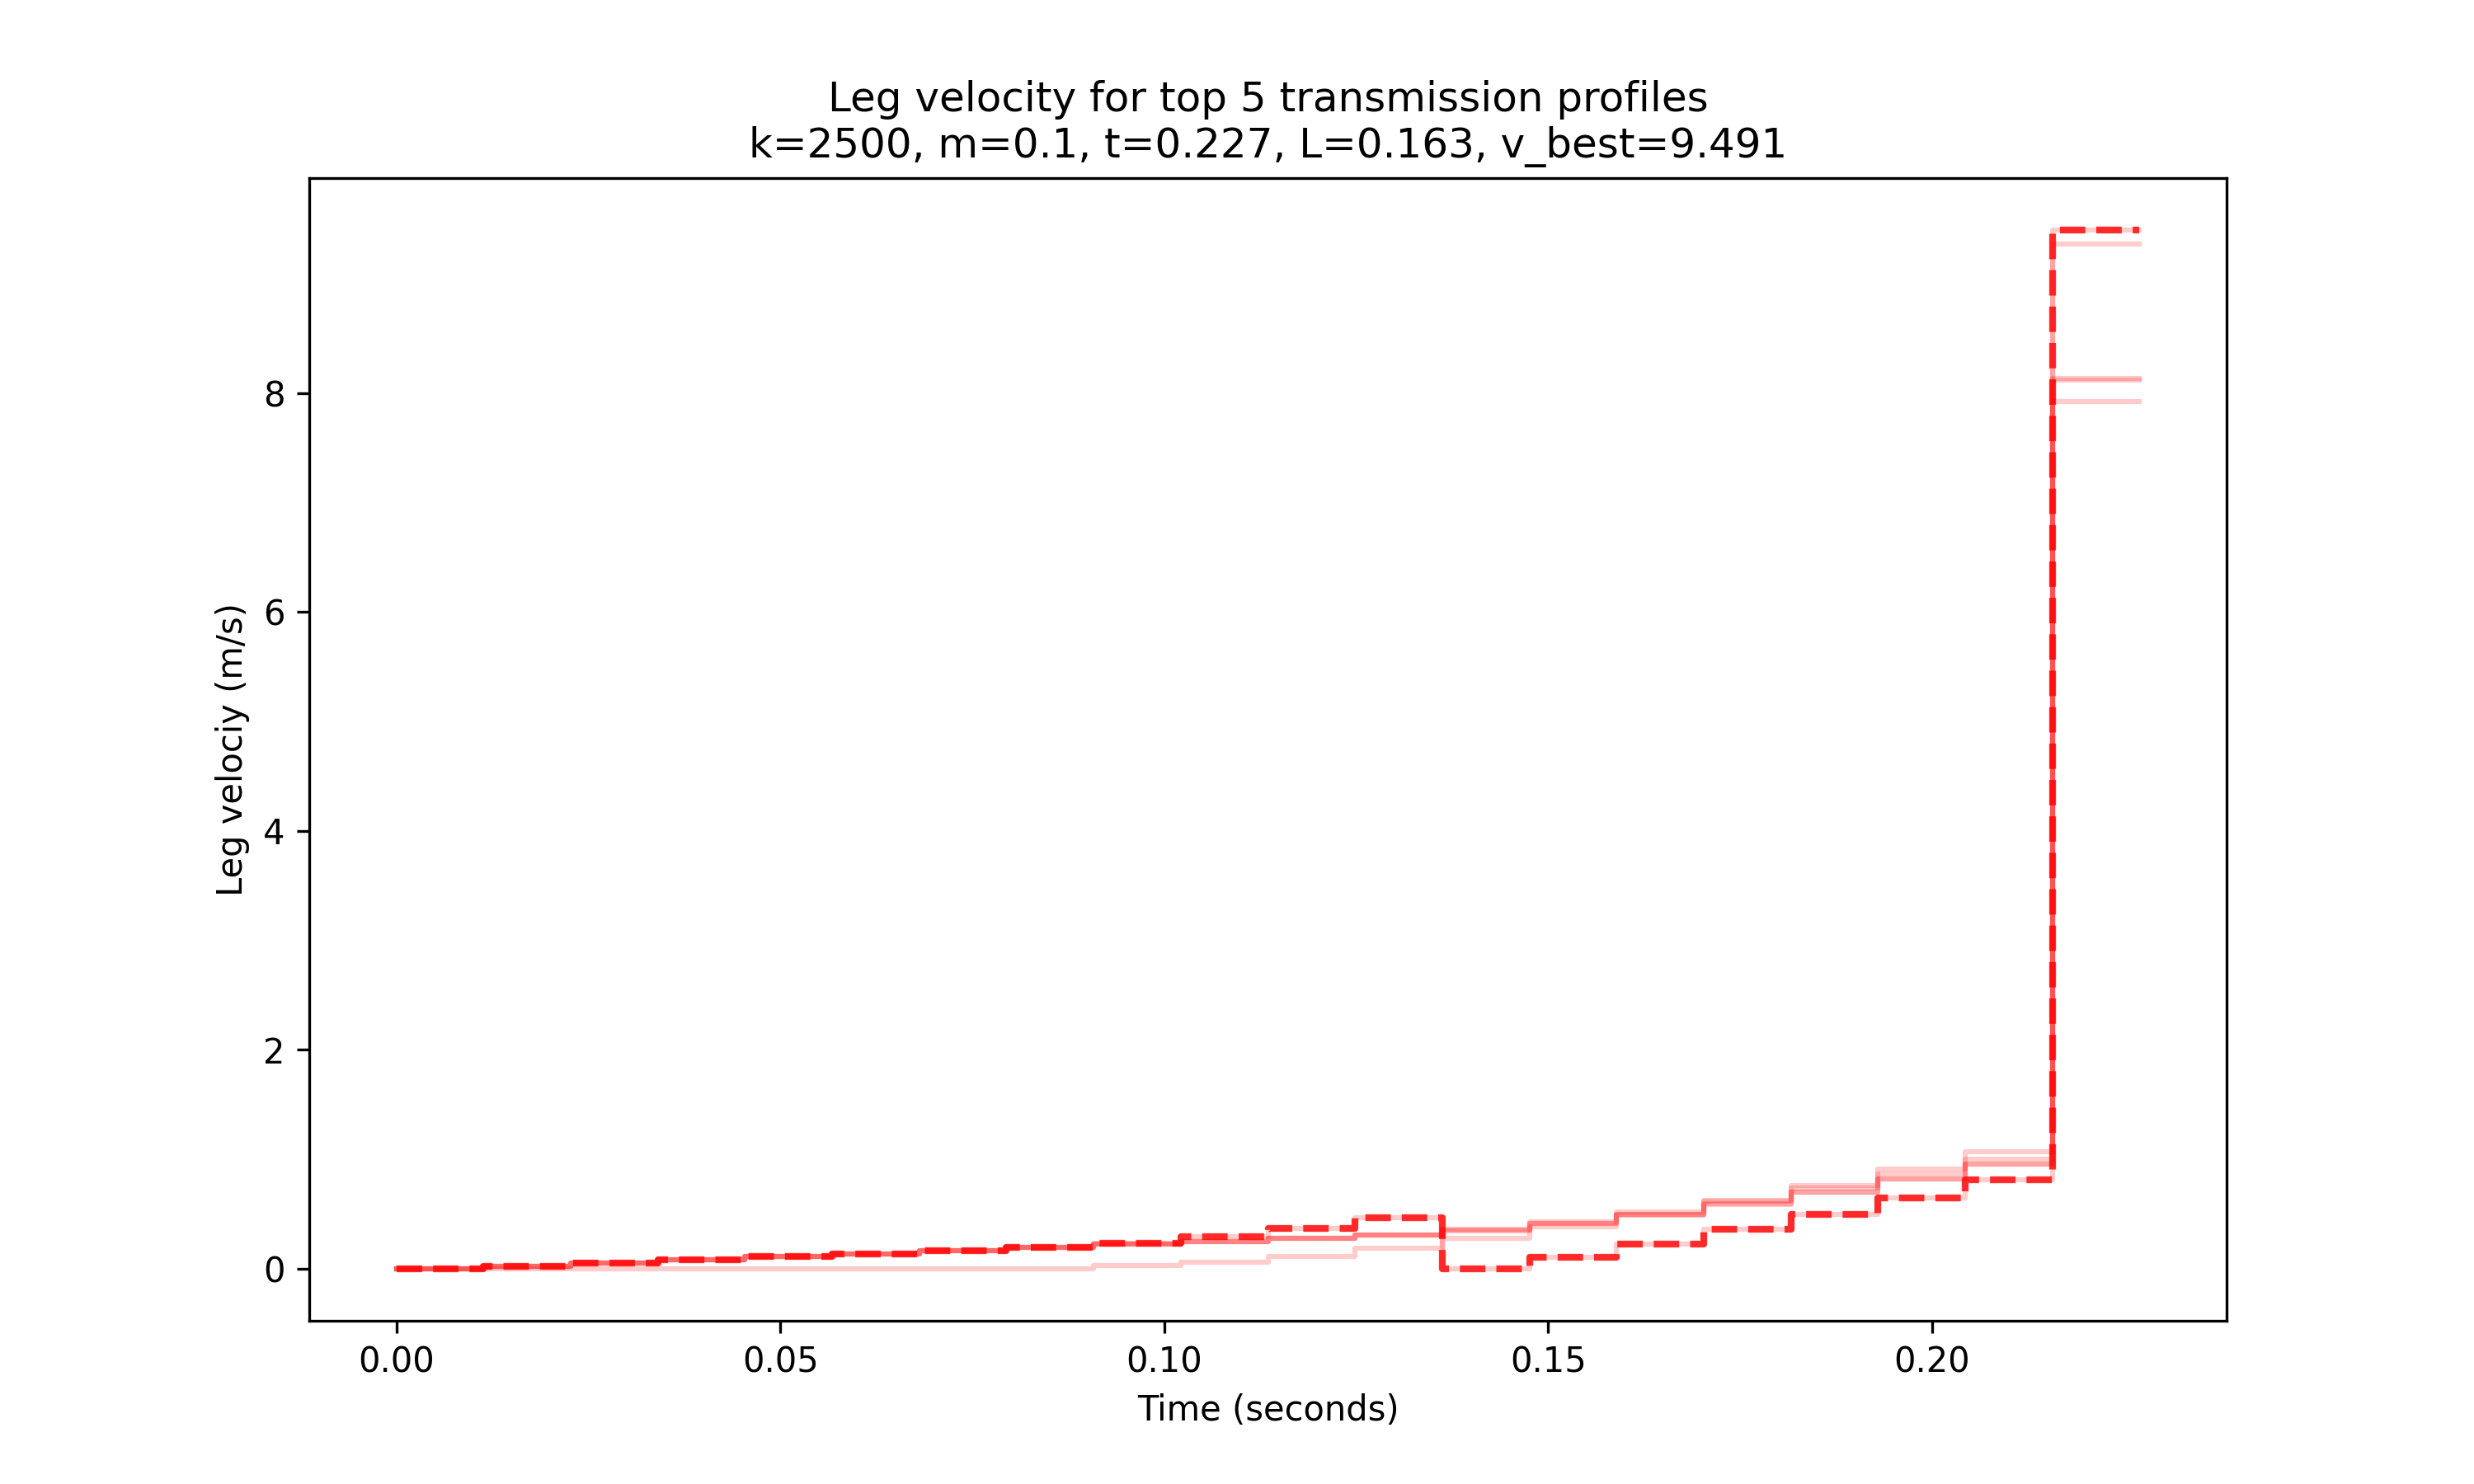 Leg velocity for top 5 transmission profiles
k=2500, m=0.1, t=0.227, L=0.163, v_best=9.491
Leg velociy (m/s)
8
6
4
2
0
0.00 0.05 0.10 0.15 0.20
Time (seconds)